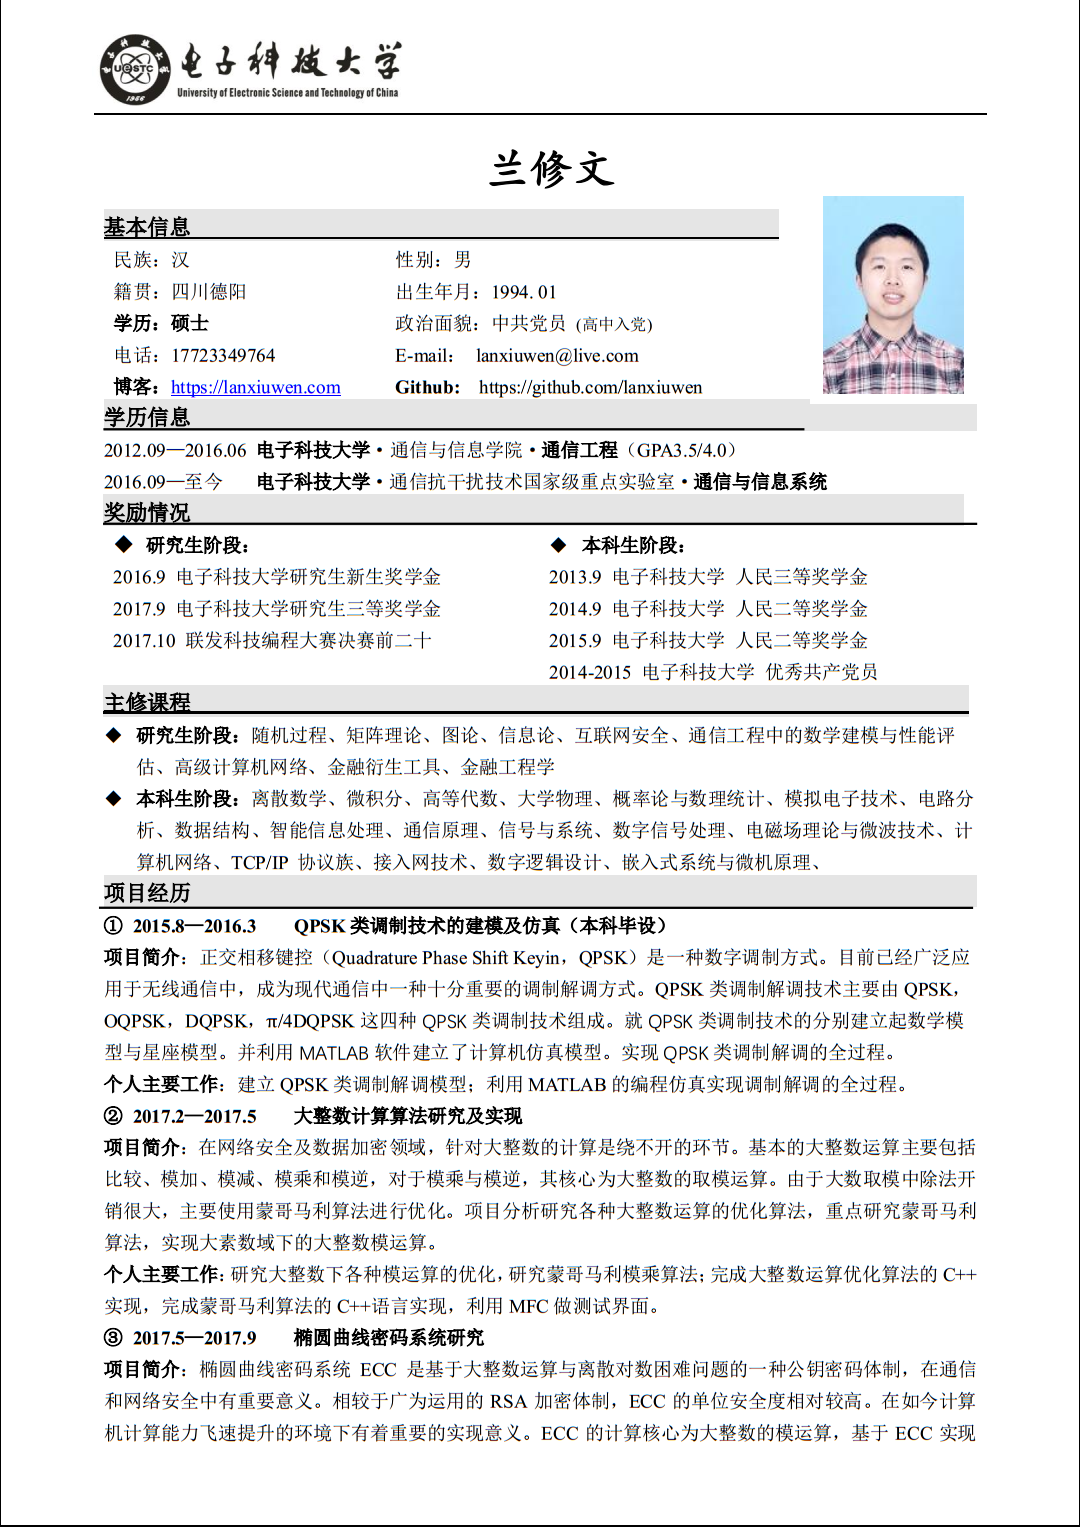 电子科技大学
University of Electronic Science and Technology of China
UESTC
1956
兰修文
基本信息
民族：汉 性别：男
籍贯：四川德阳 出生年月：1994.01
学历：硕士 政治面貌：中共党员 (高中入党)
电话：17723349764 E-mail： lanxiuwen@live.com
博客：https://lanxiuwen.com Github: https://github.com/lanxiuwen
学历信息
2012.09—2016.06 电子科技大学·通信与信息学院·通信工程（GPA3.5/4.0）
2016.09—至今 电子科技大学·通信抗干扰技术国家级重点实验室·通信与信息系统
奖励情况
◆ 研究生阶段： ◆ 本科生阶段：
2016.9 电子科技大学研究生新生奖学金 2013.9 电子科技大学 人民三等奖学金
2017.9 电子科技大学研究生三等奖学金 2014.9 电子科技大学 人民二等奖学金
2017.10 联发科技编程大赛决赛前二十 2015.9 电子科技大学 人民二等奖学金
2014-2015 电子科技大学 优秀共产党员
主修课程
◆ 研究生阶段：随机过程、矩阵理论、图论、信息论、互联网安全、通信工程中的数学建模与性能评
估、高级计算机网络、金融衍生工具、金融工程学
◆ 本科生阶段：离散数学、微积分、高等代数、大学物理、概率论与数理统计、模拟电子技术、电路分
析、数据结构、智能信息处理、通信原理、信号与系统、数字信号处理、电磁场理论与微波技术、计
算机网络、TCP/IP 协议族、接入网技术、数字逻辑设计、嵌入式系统与微机原理、
项目经历
① 2015.8—2016.3 QPSK 类调制技术的建模及仿真（本科毕设）
项目简介：正交相移键控（Quadrature Phase Shift Keyin，QPSK）是一种数字调制方式。目前已经广泛应
用于无线通信中，成为现代通信中一种十分重要的调制解调方式。QPSK 类调制解调技术主要由 QPSK，
OQPSK，DQPSK，π/4DQPSK 这四种 QPSK 类调制技术组成。就 QPSK 类调制技术的分别建立起数学模
型与星座模型。并利用 MATLAB 软件建立了计算机仿真模型。实现 QPSK 类调制解调的全过程。
个人主要工作：建立 QPSK 类调制解调模型；利用 MATLAB 的编程仿真实现调制解调的全过程。
② 2017.2—2017.5 大整数计算算法研究及实现
项目简介：在网络安全及数据加密领域，针对大整数的计算是绕不开的环节。基本的大整数运算主要包括
比较、模加、模减、模乘和模逆，对于模乘与模逆，其核心为大整数的取模运算。由于大数取模中除法开
销很大，主要使用蒙哥马利算法进行优化。项目分析研究各种大整数运算的优化算法，重点研究蒙哥马利
算法，实现大素数域下的大整数模运算。
个人主要工作：研究大整数下各种模运算的优化，研究蒙哥马利模乘算法；完成大整数运算优化算法的 C++
实现，完成蒙哥马利算法的 C++语言实现，利用 MFC 做测试界面。
③ 2017.5—2017.9 椭圆曲线密码系统研究
项目简介：椭圆曲线密码系统 ECC 是基于大整数运算与离散对数困难问题的一种公钥密码体制，在通信
和网络安全中有重要意义。相较于广为运用的 RSA 加密体制，ECC 的单位安全度相对较高。在如今计算
机计算能力飞速提升的环境下有着重要的实现意义。ECC 的计算核心为大整数的模运算，基于 ECC 实现